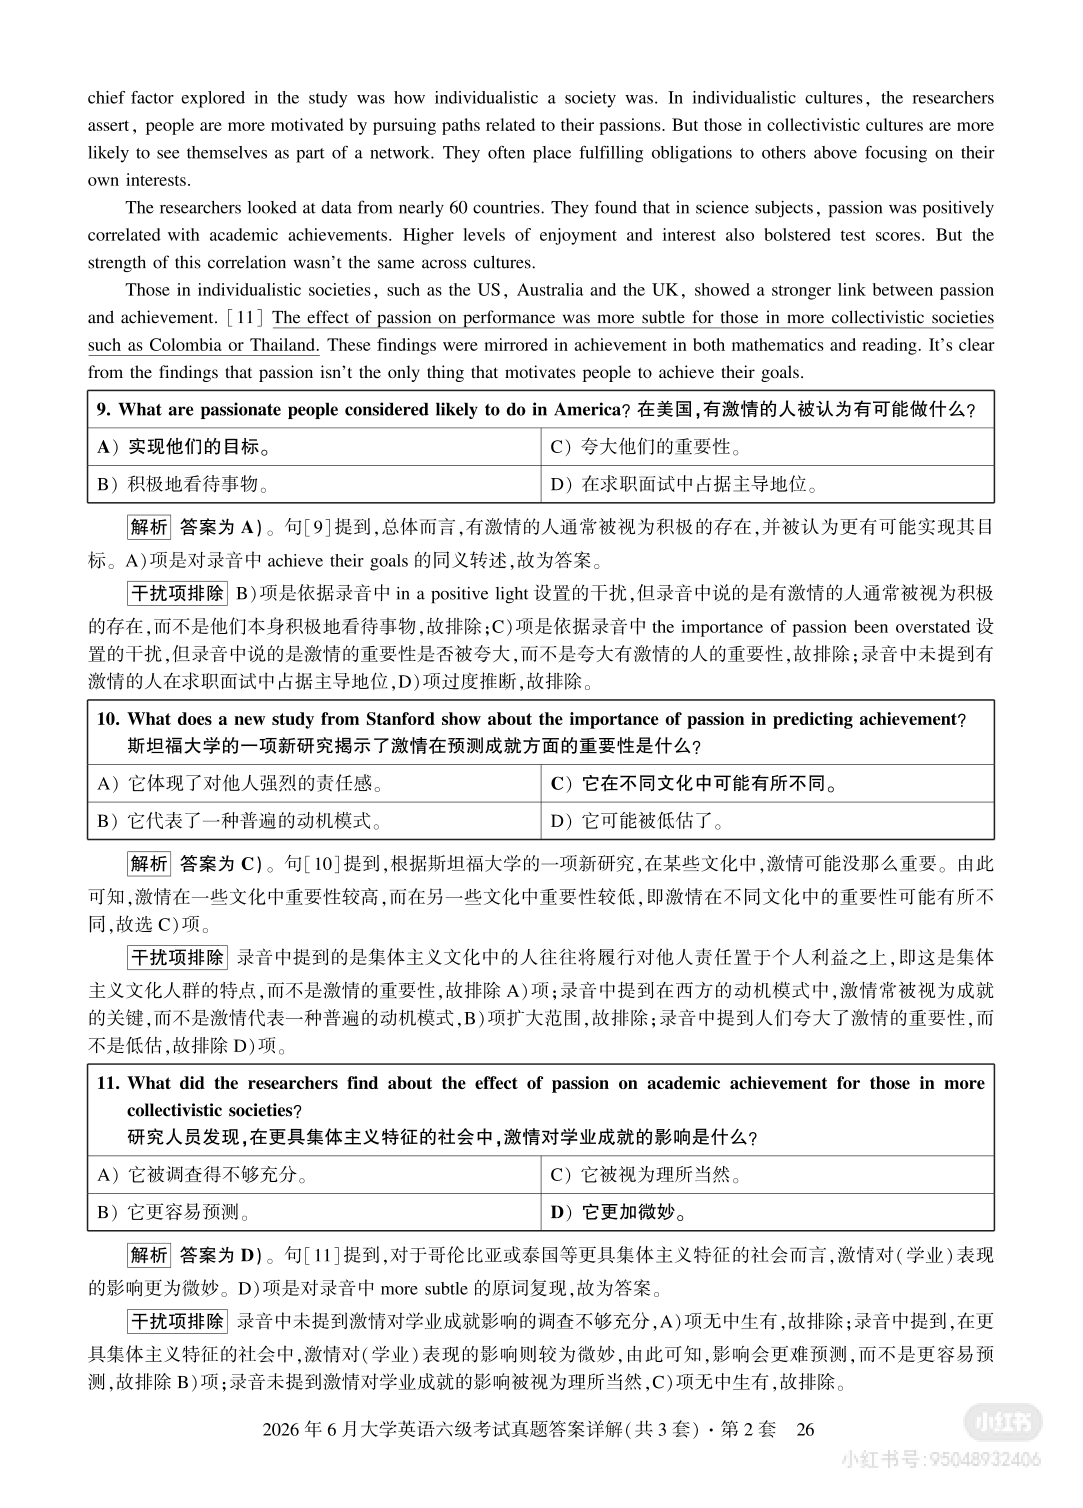 chief factor explored in the study was how individualistic a society was. In individualistic cultures, the researchers
assert, people are more motivated by pursuing paths related to their passions. But those in collectivistic cultures are more
likely to see themselves as part of a network. They often place fulfilling obligations to others above focusing on their
own interests.
The researchers looked at data from nearly 60 countries. They found that in science subjects, passion was positively
correlated with academic achievements. Higher levels of enjoyment and interest also bolstered test scores. But the
strength of this correlation wasn't the same across cultures.
Those in individualistic societies, such as the US, Australia and the UK, showed a stronger link between passion
and achievement. [11] The effect of passion on performance was more subtle for those in more collectivistic societies
such as Colombia or Thailand. These findings were mirrored in achievement in both mathematics and reading. It's clear
from the findings that passion isn't the only thing that motivates people to achieve their goals.
9. What are passionate people considered likely to do in America? 在美国,有激情的人被认为有可能做什么?
A) 实现他们的目标。
C) 夸大他们的重要性。
B) 积极地看待事物。
D) 在求职面试中占据主导地位。
解析 答案为 A)。句[9]提到,总体而言,有激情的人通常被视为积极的存在,并被认为更有可能实现其目
标。A)项是对录音中 achieve their goals 的同义转述,故为答案。
干扰项排除 B)项是依据录音中 in a positive light 设置的干扰,但录音中说的是有激情的人通常被视为积极
的存在,而不是他们本身积极地看待事物,故排除;C)项是依据录音中 the importance of passion been overstated 设
置的干扰,但录音中说的是激情的重要性是否被夸大,而不是夸大有激情的人的重要性,故排除;录音中未提到有
激情的人在求职面试中占据主导地位,D)项过度推断,故排除。
10. What does a new study from Stanford show about the importance of passion in predicting achievement?
斯坦福大学的一项新研究揭示了激情在预测成就方面的重要性是什么?
A) 它体现了对他人强烈的责任感。
C) 它在不同文化中可能有所不同。
B) 它代表了一种普遍的动机模式。
D) 它可能被低估了。
解析 答案为 C)。句[10]提到,根据斯坦福大学的一项新研究,在某些文化中,激情可能没那么重要。由此
可知,激情在一些文化中重要性较高,而在另一些文化中重要性较低,即激情在不同文化中的重要性可能有所不
同,故选 C)项。
干扰项排除 录音中提到的是集体主义文化中的人往往将履行对他人责任置于个人利益之上,即这是集体
主义文化人群的特点,而不是激情的重要性,故排除 A)项;录音中提到在西方的动机模式中,激情常被视为成就
的关键,而不是激情代表一种普遍的动机模式,B)项扩大范围,故排除;录音中提到人们夸大了激情的重要性,而
不是低估,故排除 D)项。
11. What did the researchers find about the effect of passion on academic achievement for those in more
collectivistic societies?
研究人员发现,在更具集体主义特征的社会中,激情对学业成就的影响是什么?
A) 它被调查得不够充分。
C) 它被视为理所当然。
B) 它更容易预测。
D) 它更加微妙。
解析 答案为 D)。句[11]提到,对于哥伦比亚或泰国等更具集体主义特征的社会而言,激情对(学业)表现
的影响更为微妙。D)项是对录音中 more subtle 的原词复现,故为答案。
干扰项排除 录音中未提到激情对学业成就影响的调查不够充分,A)项无中生有,故排除;录音中提到,在更
具集体主义特征的社会中,激情对(学业)表现的影响则较为微妙,由此可知,影响会更难预测,而不是更容易预
测,故排除 B)项;录音未提到激情对学业成就的影响被视为理所当然,C)项无中生有,故排除。
2026 年 6 月大学英语六级考试真题答案详解(共 3 套)·第 2 套 26
小红书
小红书号:95048932406